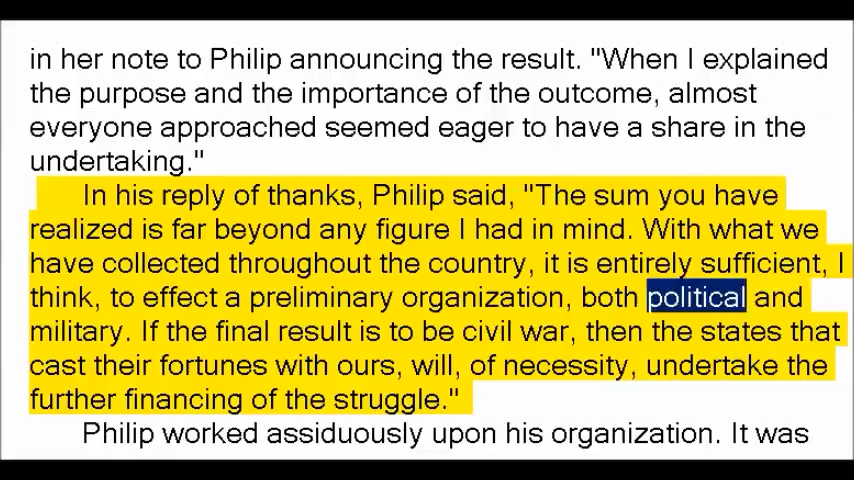 in her note to Philip announcing the result. "When I explained
the purpose and the importance of the outcome, almost
everyone approached seemed eager to have a share in the
undertaking."
In his reply of thanks, Philip said, "The sum you have
realized is far beyond any figure I had in mind. With what we
have collected throughout the country, it is entirely sufficient, I
think, to effect a preliminary organization, both political and
military. If the final result is to be civil war, then the states that
cast their fortunes with ours, will, of necessity, undertake the
further financing of the struggle."
Philip worked assiduously upon his organization. It was